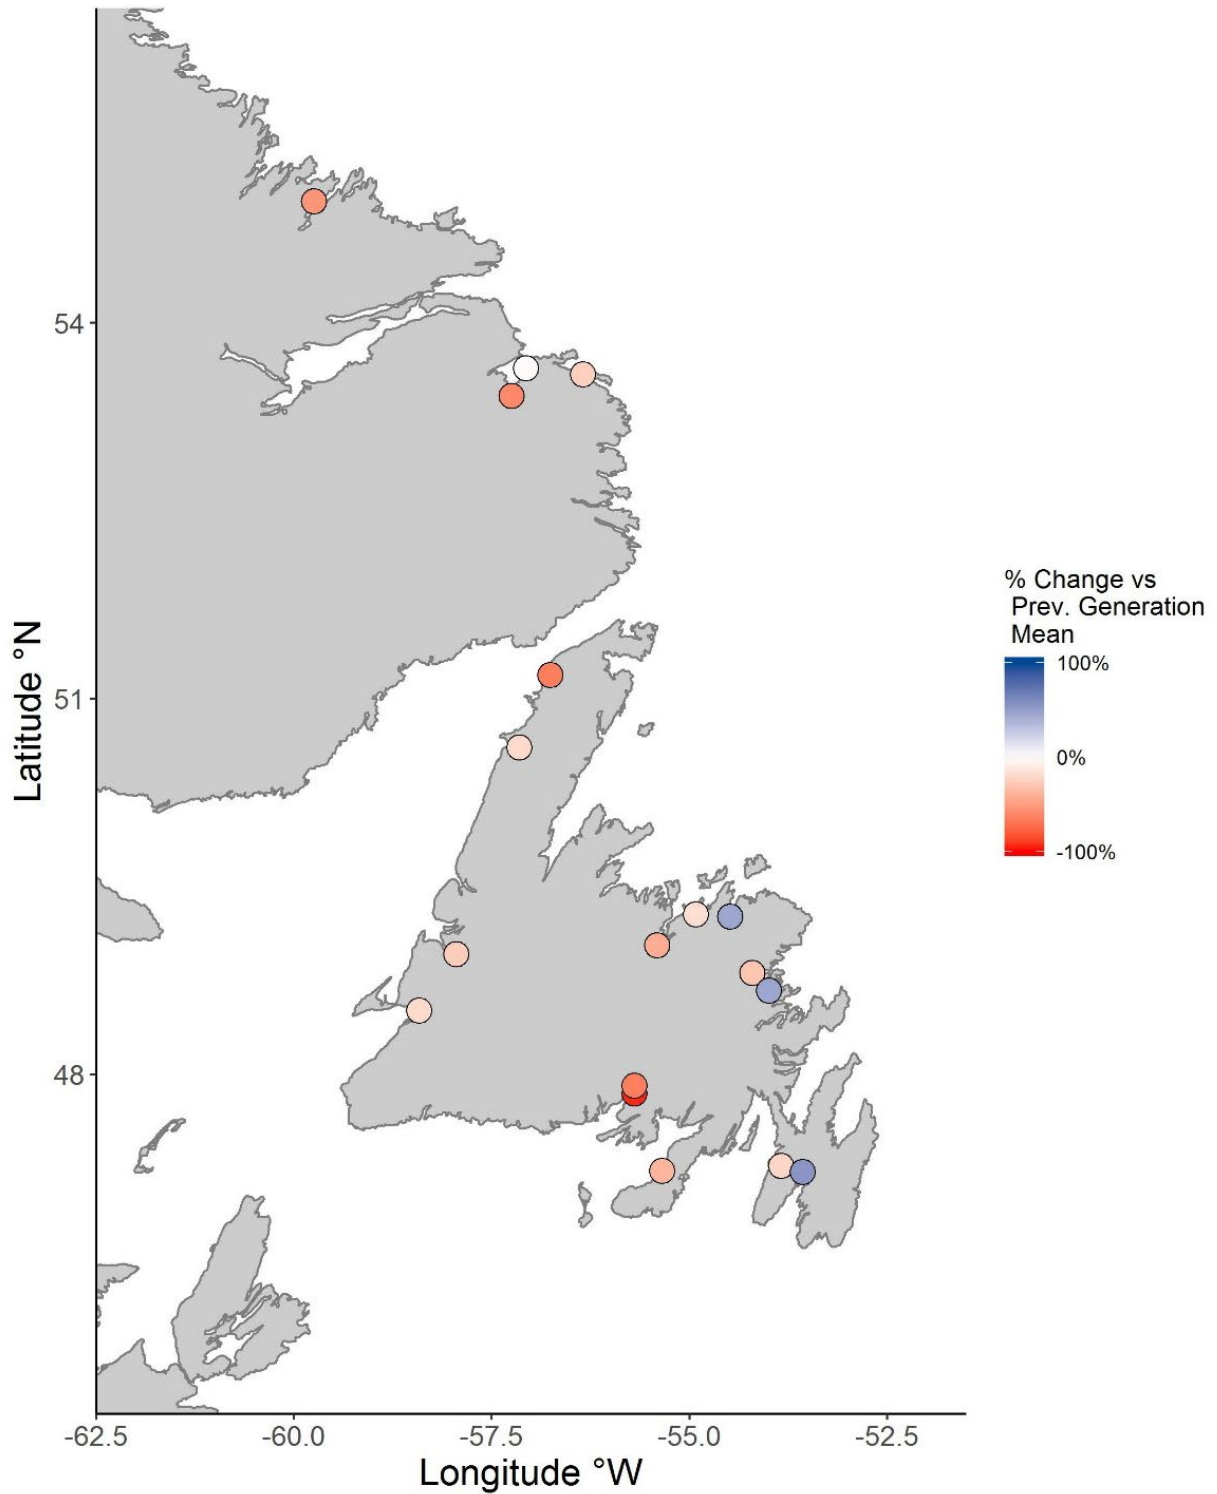 54
51
48
Latitude °N
-62.5
-60.0
-57.5
-55.0
-52.5
Longitude °W
% Change vs
Prev. Generation
Mean
100%
0%
-100%